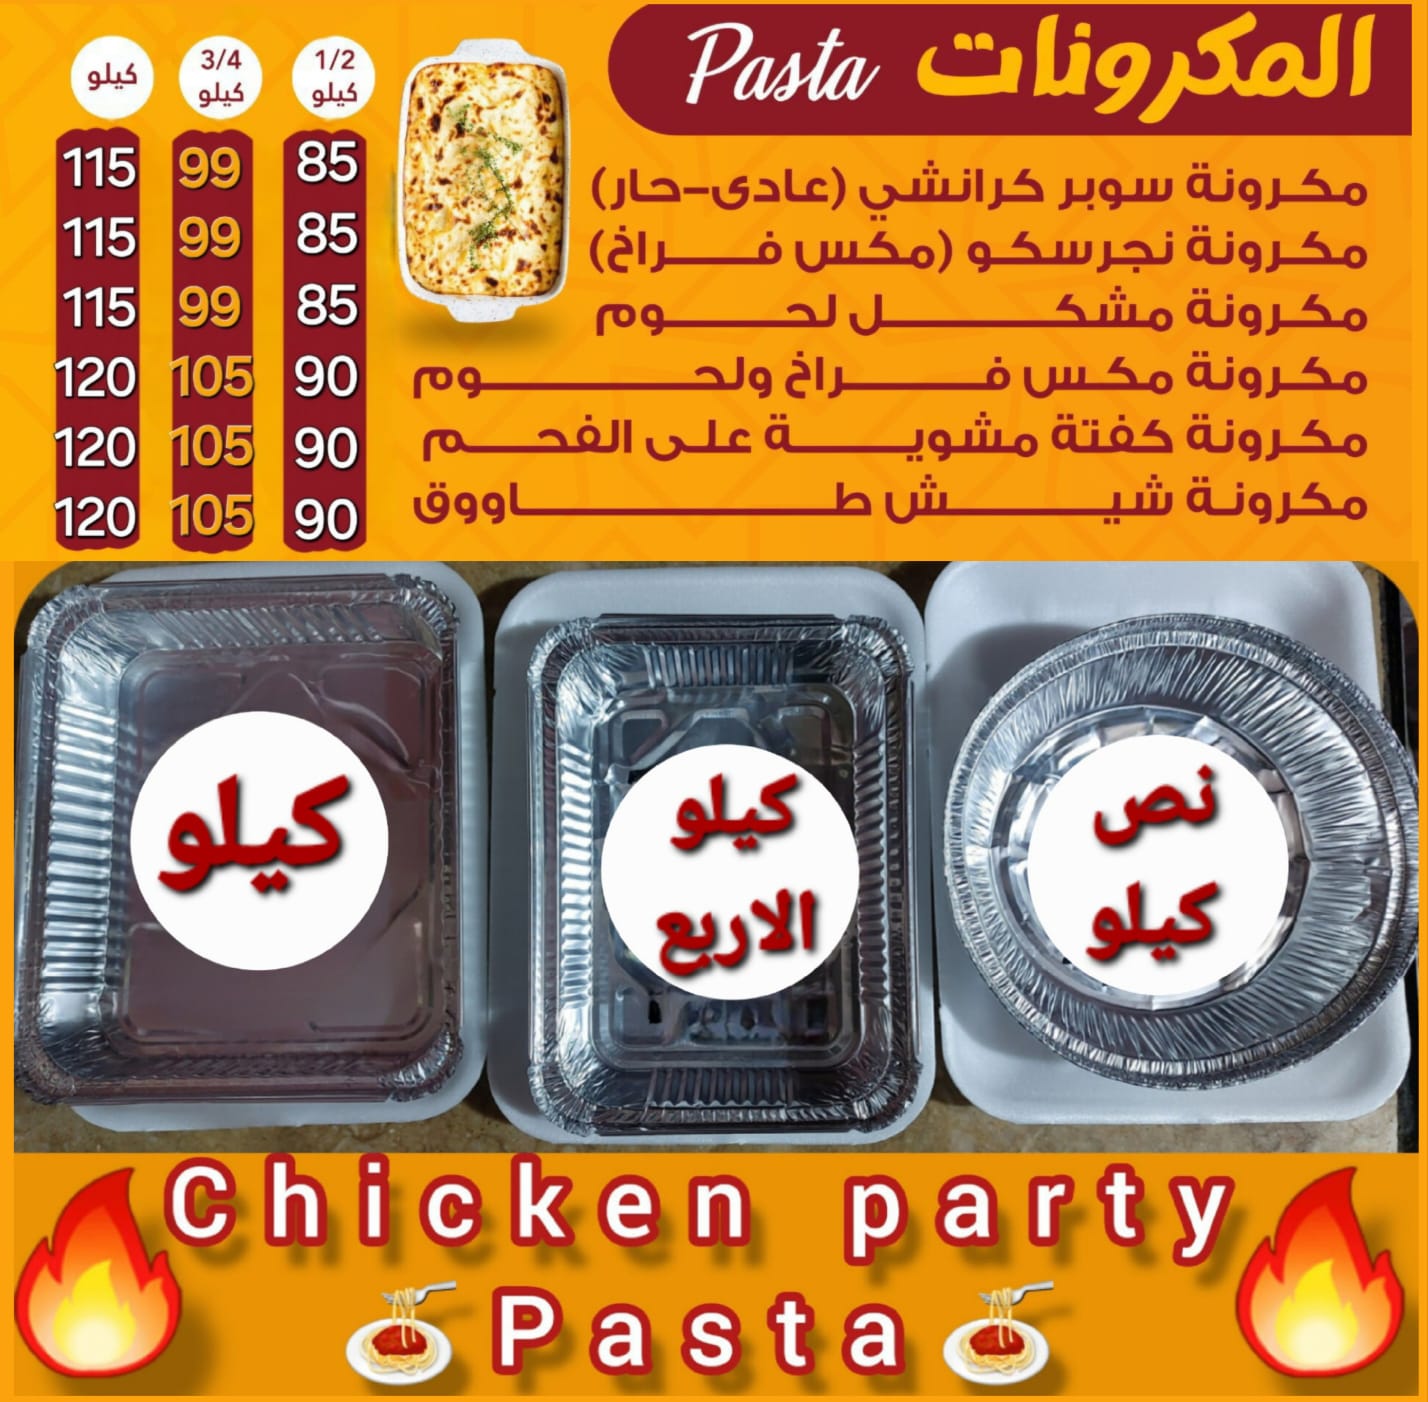 المكرونات Pasta
1/2 كيلو 3/4 كيلو كيلو
مكرونة سوبر كرانشي (عادى-حار) 85 99 115
مكرونة نجرسكو (مكس فراخ) 85 99 115
مكرونة مشكل لحوم 85 99 115
مكرونة مكس فراخ ولحوم 90 105 120
مكرونة كفتة مشوية على الفحم 90 105 120
مكرونة شيش طاووق 90 105 120
نص
كيلو
كيلو
الاربع
كيلو
Chicken party
Pasta